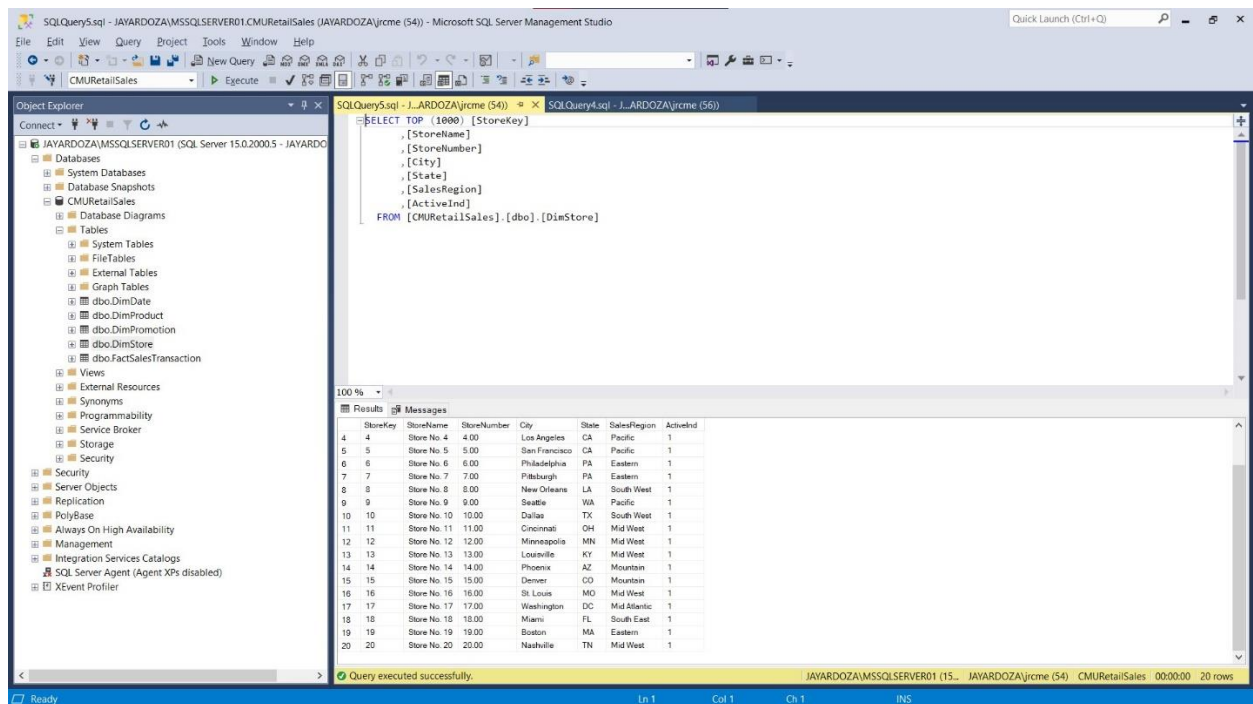 SQLQuery5.sql - JAYARDOZA\MSSQLSERVER01.CMURetailSales (JAYARDOZA\jrcme (54)) - Microsoft SQL Server Management Studio
Quick Launch (Ctrl+Q)
File Edit View Query Project Tools Window Help
New Query
CMURetailSales Execute
Object Explorer
SQLQuery5.sql - J...ARDOZA\jrcme (54)) SQLQuery4.sql - J...ARDOZA\jrcme (56))
Connect
JAYARDOZA\MSSQLSERVER01 (SQL Server 15.0.2000.5 - JAYARDO
Databases
System Databases
Database Snapshots
CMURetailSales
Database Diagrams
Tables
System Tables
FileTables
External Tables
Graph Tables
dbo.DimDate
dbo.DimProduct
dbo.DimPromotion
dbo.DimStore
dbo.FactSalesTransaction
Views
External Resources
Synonyms
Programmability
Service Broker
Storage
Security
Security
Server Objects
Replication
PolyBase
Always On High Availability
Management
Integration Services Catalogs
SQL Server Agent (Agent XPs disabled)
XEvent Profiler
SELECT TOP (1000) [StoreKey]
,[StoreName]
,[StoreNumber]
,[City]
,[State]
,[SalesRegion]
,[ActiveInd]
FROM [CMURetailSales].[dbo].[DimStore]
100 %
Results Messages
StoreKey StoreName StoreNumber City State SalesRegion ActiveInd
4 4 Store No. 4 4.00 Los Angeles CA Pacific 1
5 5 Store No. 5 5.00 San Francisco CA Pacific 1
6 6 Store No. 6 6.00 Philadelphia PA Eastern 1
7 7 Store No. 7 7.00 Pittsburgh PA Eastern 1
8 8 Store No. 8 8.00 New Orleans LA South West 1
9 9 Store No. 9 9.00 Seattle WA Pacific 1
10 10 Store No. 10 10.00 Dallas TX South West 1
11 11 Store No. 11 11.00 Cincinnati OH Mid West 1
12 12 Store No. 12 12.00 Minneapolis MN Mid West 1
13 13 Store No. 13 13.00 Louisville KY Mid West 1
14 14 Store No. 14 14.00 Phoenix AZ Mountain 1
15 15 Store No. 15 15.00 Denver CO Mountain 1
16 16 Store No. 16 16.00 St. Louis MO Mid West 1
17 17 Store No. 17 17.00 Washington DC Mid Atlantic 1
18 18 Store No. 18 18.00 Miami FL South East 1
19 19 Store No. 19 19.00 Boston MA Eastern 1
20 20 Store No. 20 20.00 Nashville TN Mid West 1
Query executed successfully. JAYARDOZA\MSSQLSERVER01 (15... JAYARDOZA\jrcme (54) CMURetailSales 00:00:00 20 rows
Ready Ln 1 Col 1 Ch 1 INS